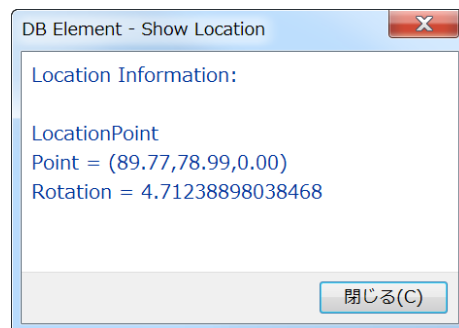 DB Element - Show Location
Location Information:
LocationPoint
Point = (89.77,78.99,0.00)
Rotation = 4.71238898038468
閉じる(C)